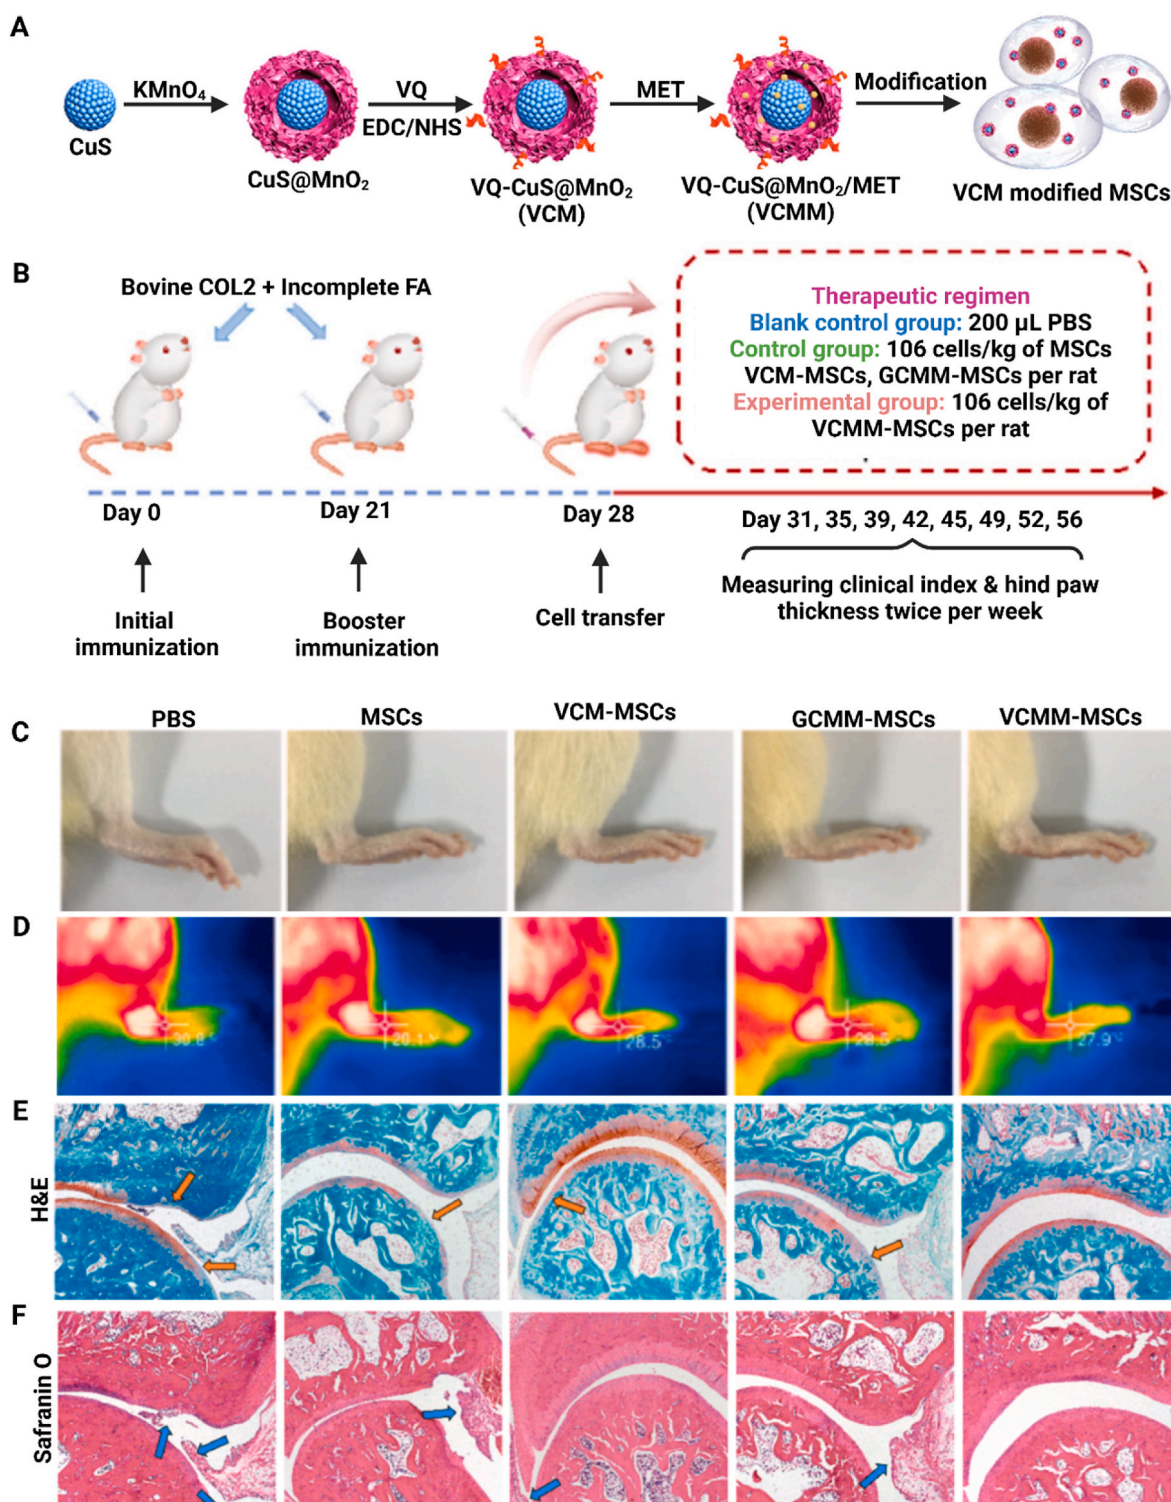 A
KMnO₄
VQ
MET
Modification
EDC/NHS
CuS
CuS@MnO₂
VQ-CuS@MnO₂
(VCM)
VQ-CuS@MnO₂/MET
(VCMM)
VCM modified MSCs
B
Bovine COL2 + Incomplete FA
Therapeutic regimen
Blank control group: 200 µL PBS
Control group: 106 cells/kg of MSCs
VCM-MSCs, GCMM-MSCs per rat
Experimental group: 106 cells/kg of
VCMM-MSCs per rat
Day 0
Day 21
Day 28
Day 31, 35, 39, 42, 45, 49, 52, 56
Initial
immunization
Booster
immunization
Cell transfer
Measuring clinical index & hind paw
thickness twice per week
C
PBS
MSCs
VCM-MSCs
GCMM-MSCs
VCMM-MSCs
D
28.5
27.9
E
H&E
F
Safranin O